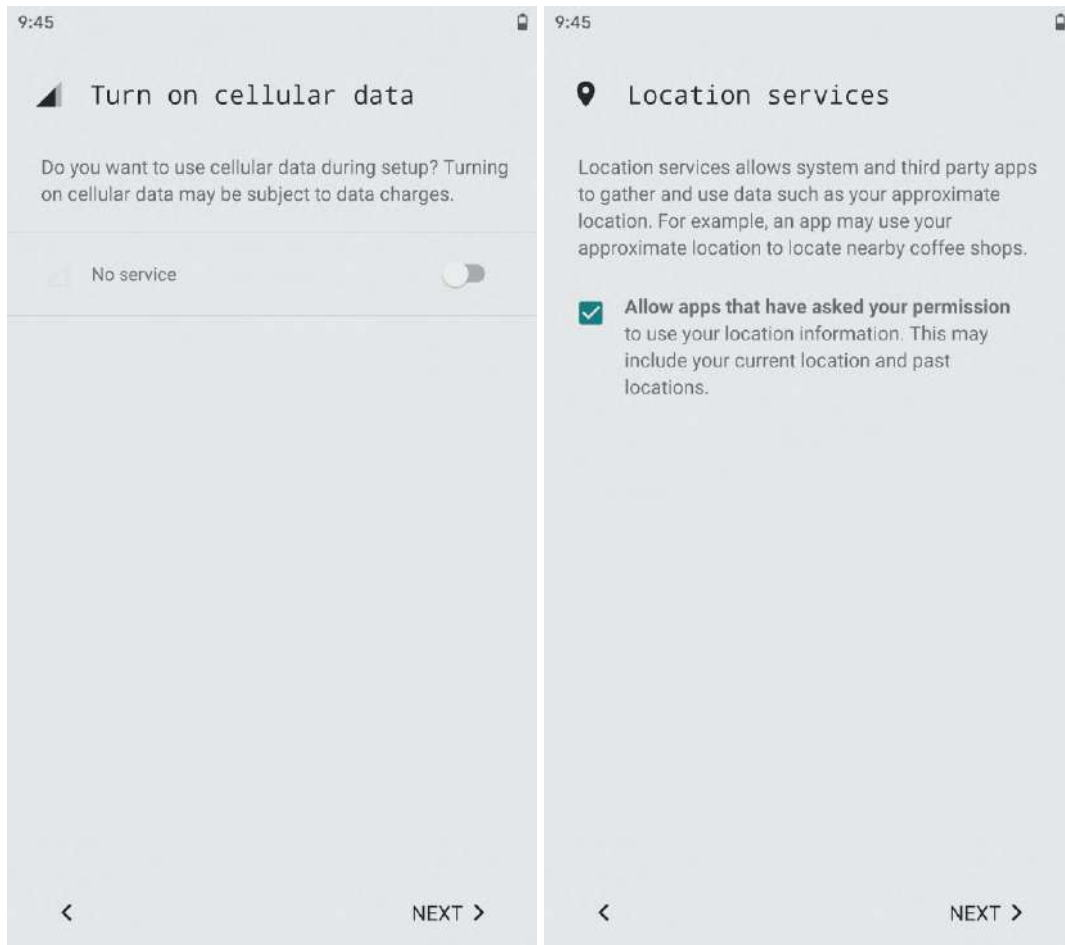 9:45
Turn on cellular data
Do you want to use cellular data during setup? Turning
on cellular data may be subject to data charges.
No service
NEXT
9:45
Location services
Location services allows system and third party apps
to gather and use data such as your approximate
location. For example, an app may use your
approximate location to locate nearby coffee shops.
Allow apps that have asked your permission
to use your location information. This may
include your current location and past
locations.
NEXT